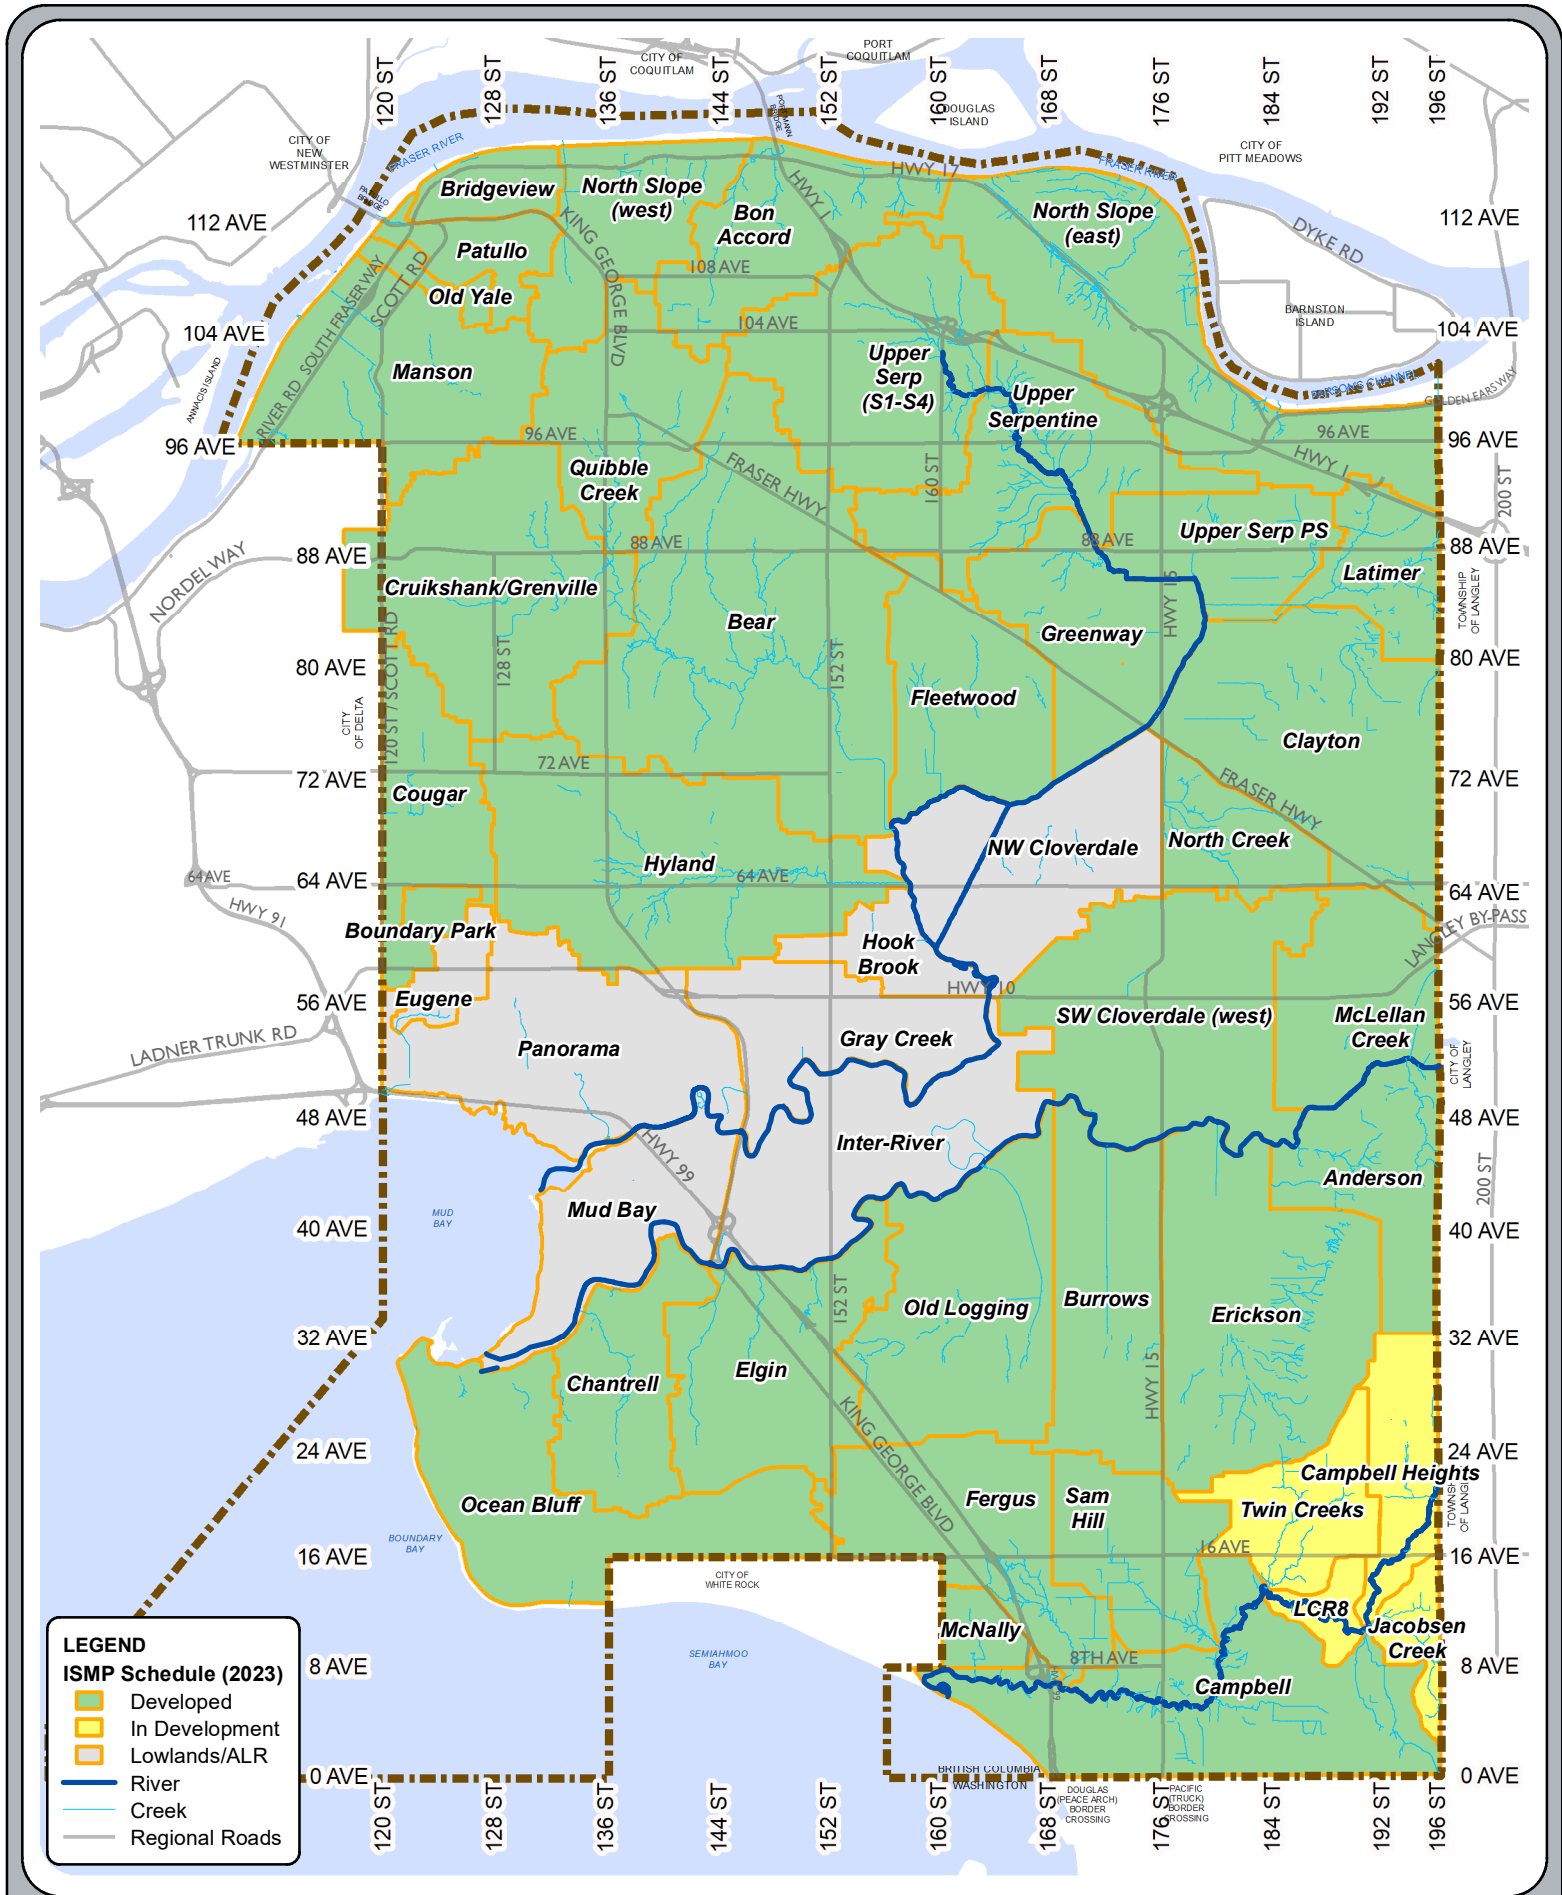 PORT
COQUITLAM
CITY OF
COQUITLAM
120 ST
128 ST
136 ST
144 ST
152 ST
160 ST
168 ST
176 ST
184 ST
192 ST
196 ST
DOUGLAS
ISLAND
CITY OF
NEW
WESTMINSTER
CITY OF
PITT MEADOWS
FRASER RIVER
FRASER RIVER
PATULLO
BRIDGE
PORT MANN
BRIDGE
HWY 17
HWY 1
Bridgeview
North Slope
(west)
Bon
Accord
North Slope
(east)
112 AVE
112 AVE
DYKE RD
KING GEORGE BLVD
Patullo
108 AVE
Old Yale
SCOTT RD
SOUTH FRASER WAY
RIVER RD
BARNSTON
ISLAND
104 AVE
104 AVE
104 AVE
ANNACIS ISLAND
Manson
Upper
Serp
(S1-S4)
Upper
Serpentine
PARSON'S CHANNEL
GOLDEN EARS WAY
96 AVE
96 AVE
96 AVE
96 AVE
HWY 1
Quibble
Creek
FRASER HWY
160 ST
200 ST
Upper Serp PS
88 AVE
88 AVE
88 AVE
88 AVE
NORDEL WAY
Latimer
Cruikshank/Grenville
HWY 15
TOWNSHIP
OF LANGLEY
Bear
Greenway
120 ST / SCOTT RD
128 ST
152 ST
80 AVE
80 AVE
Fleetwood
CITY
OF DELTA
Clayton
72 AVE
72 AVE
72 AVE
FRASER HWY
Cougar
NW Cloverdale
North Creek
Hyland
64 AVE
64 AVE
64 AVE
64 AVE
HWY 91
LANGLEY BY-PASS
Boundary Park
Hook
Brook
HWY 10
Eugene
56 AVE
56 AVE
SW Cloverdale (west)
McLellan
Creek
LADNER TRUNK RD
Panorama
Gray Creek
CITY OF
LANGLEY
48 AVE
48 AVE
Inter-River
HWY 99
200 ST
Anderson
Mud Bay
MUD
BAY
40 AVE
40 AVE
152 ST
Old Logging
Burrows
Erickson
32 AVE
32 AVE
Chantrell
Elgin
HWY 15
KING GEORGE BLVD
24 AVE
24 AVE
Campbell Heights
Ocean Bluff
Fergus
Sam
Hill
Twin Creeks
BOUNDARY
BAY
16 AVE
16 AVE
16 AVE
CITY OF
WHITE ROCK
LCR8
McNally
Jacobsen
Creek
SEMIAHMOO
BAY
8TH AVE
8 AVE
8 AVE
Campbell
LEGEND
ISMP Schedule (2023)
Developed
In Development
Lowlands/ALR
River
Creek
Regional Roads
0 AVE
0 AVE
BRITISH COLUMBIA
WASHINGTON
DOUGLAS
(PEACE ARCH)
BORDER
CROSSING
PACIFIC
(TRUCK)
BORDER
CROSSING
120 ST
128 ST
136 ST
144 ST
152 ST
160 ST
168 ST
176 ST
184 ST
192 ST
196 ST